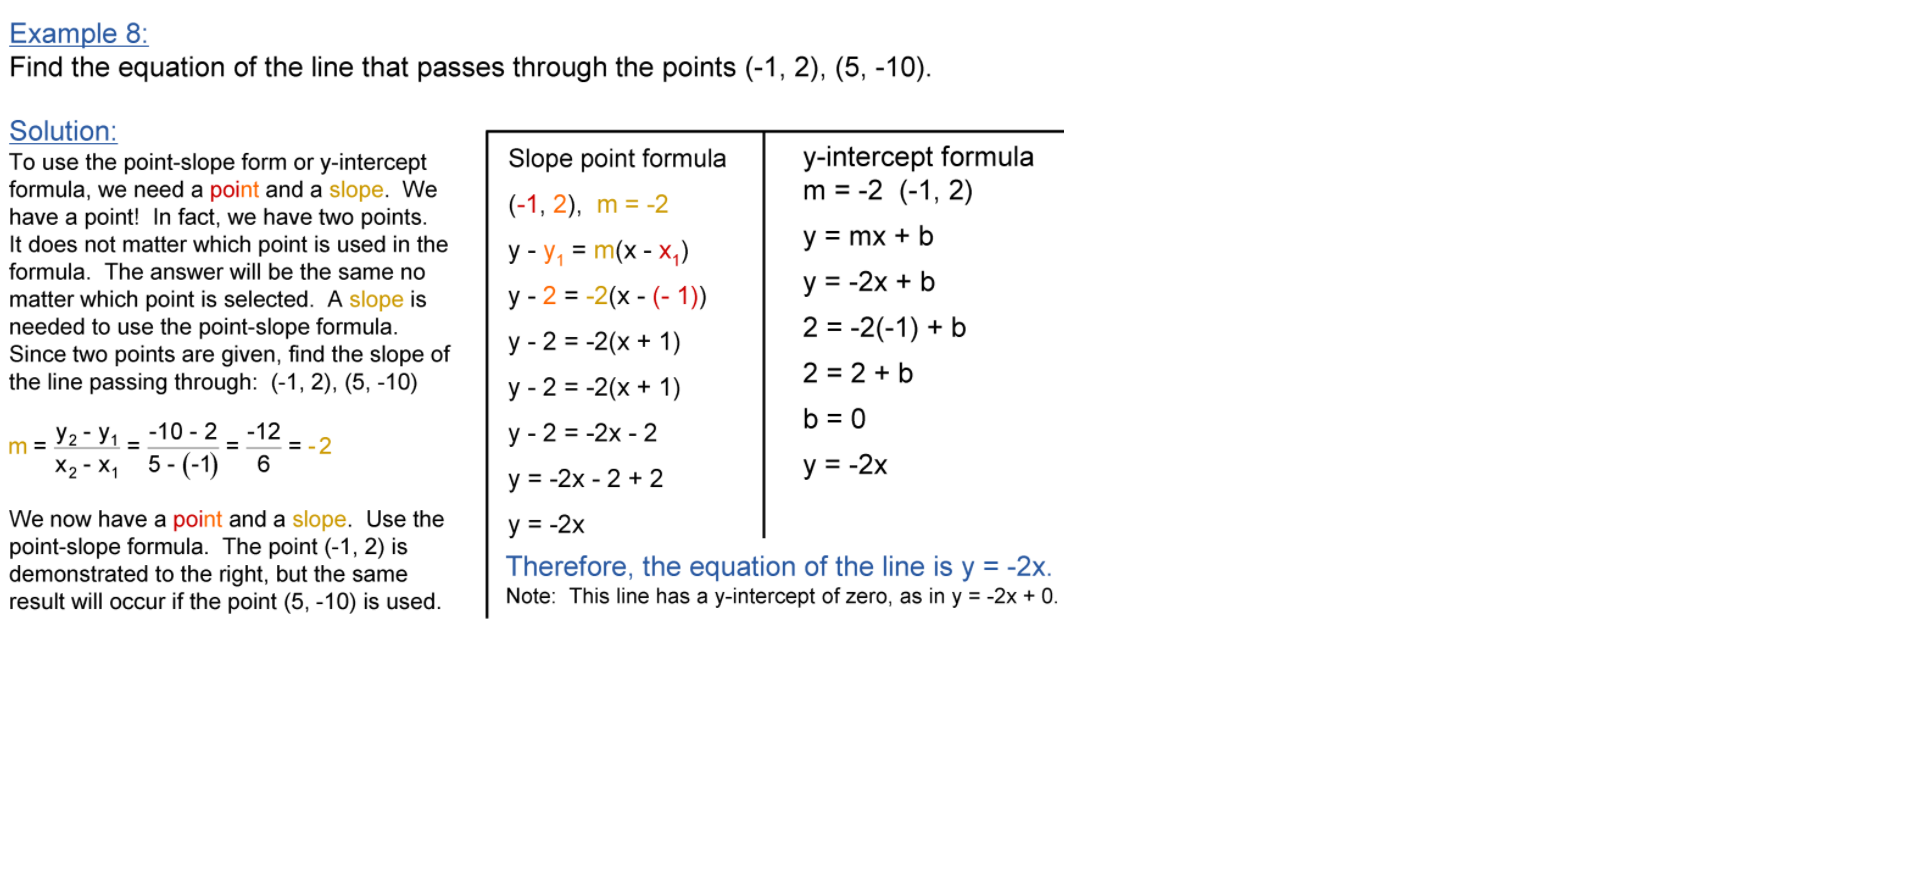 Example 8:
Find the equation of the line that passes through the points (-1, 2), (5, -10).
Solution:
To use the point-slope form or y-intercept
formula, we need a point and a slope.  We
have a point!  In fact, we have two points.
It does not matter which point is used in the
formula.  The answer will be the same no
matter which point is selected.  A slope is
needed to use the point-slope formula.
Since two points are given, find the slope of
the line passing through:  (-1, 2), (5, -10)
m = (y₂ - y₁)/(x₂ - x₁) = (-10 - 2)/(5 - (-1)) = -12/6 = -2
We now have a point and a slope.  Use the
point-slope formula.  The point (-1, 2) is
demonstrated to the right, but the same
result will occur if the point (5, -10) is used.
Slope point formula
(-1, 2),  m = -2
y - y₁ = m(x - x₁)
y - 2 = -2(x - (- 1))
y - 2 = -2(x + 1)
y - 2 = -2(x + 1)
y - 2 = -2x - 2
y = -2x - 2 + 2
y = -2x
y-intercept formula
m = -2  (-1, 2)
y = mx + b
y = -2x + b
2 = -2(-1) + b
2 = 2 + b
b = 0
y = -2x
Therefore, the equation of the line is y = -2x.
Note:  This line has a y-intercept of zero, as in y = -2x + 0.